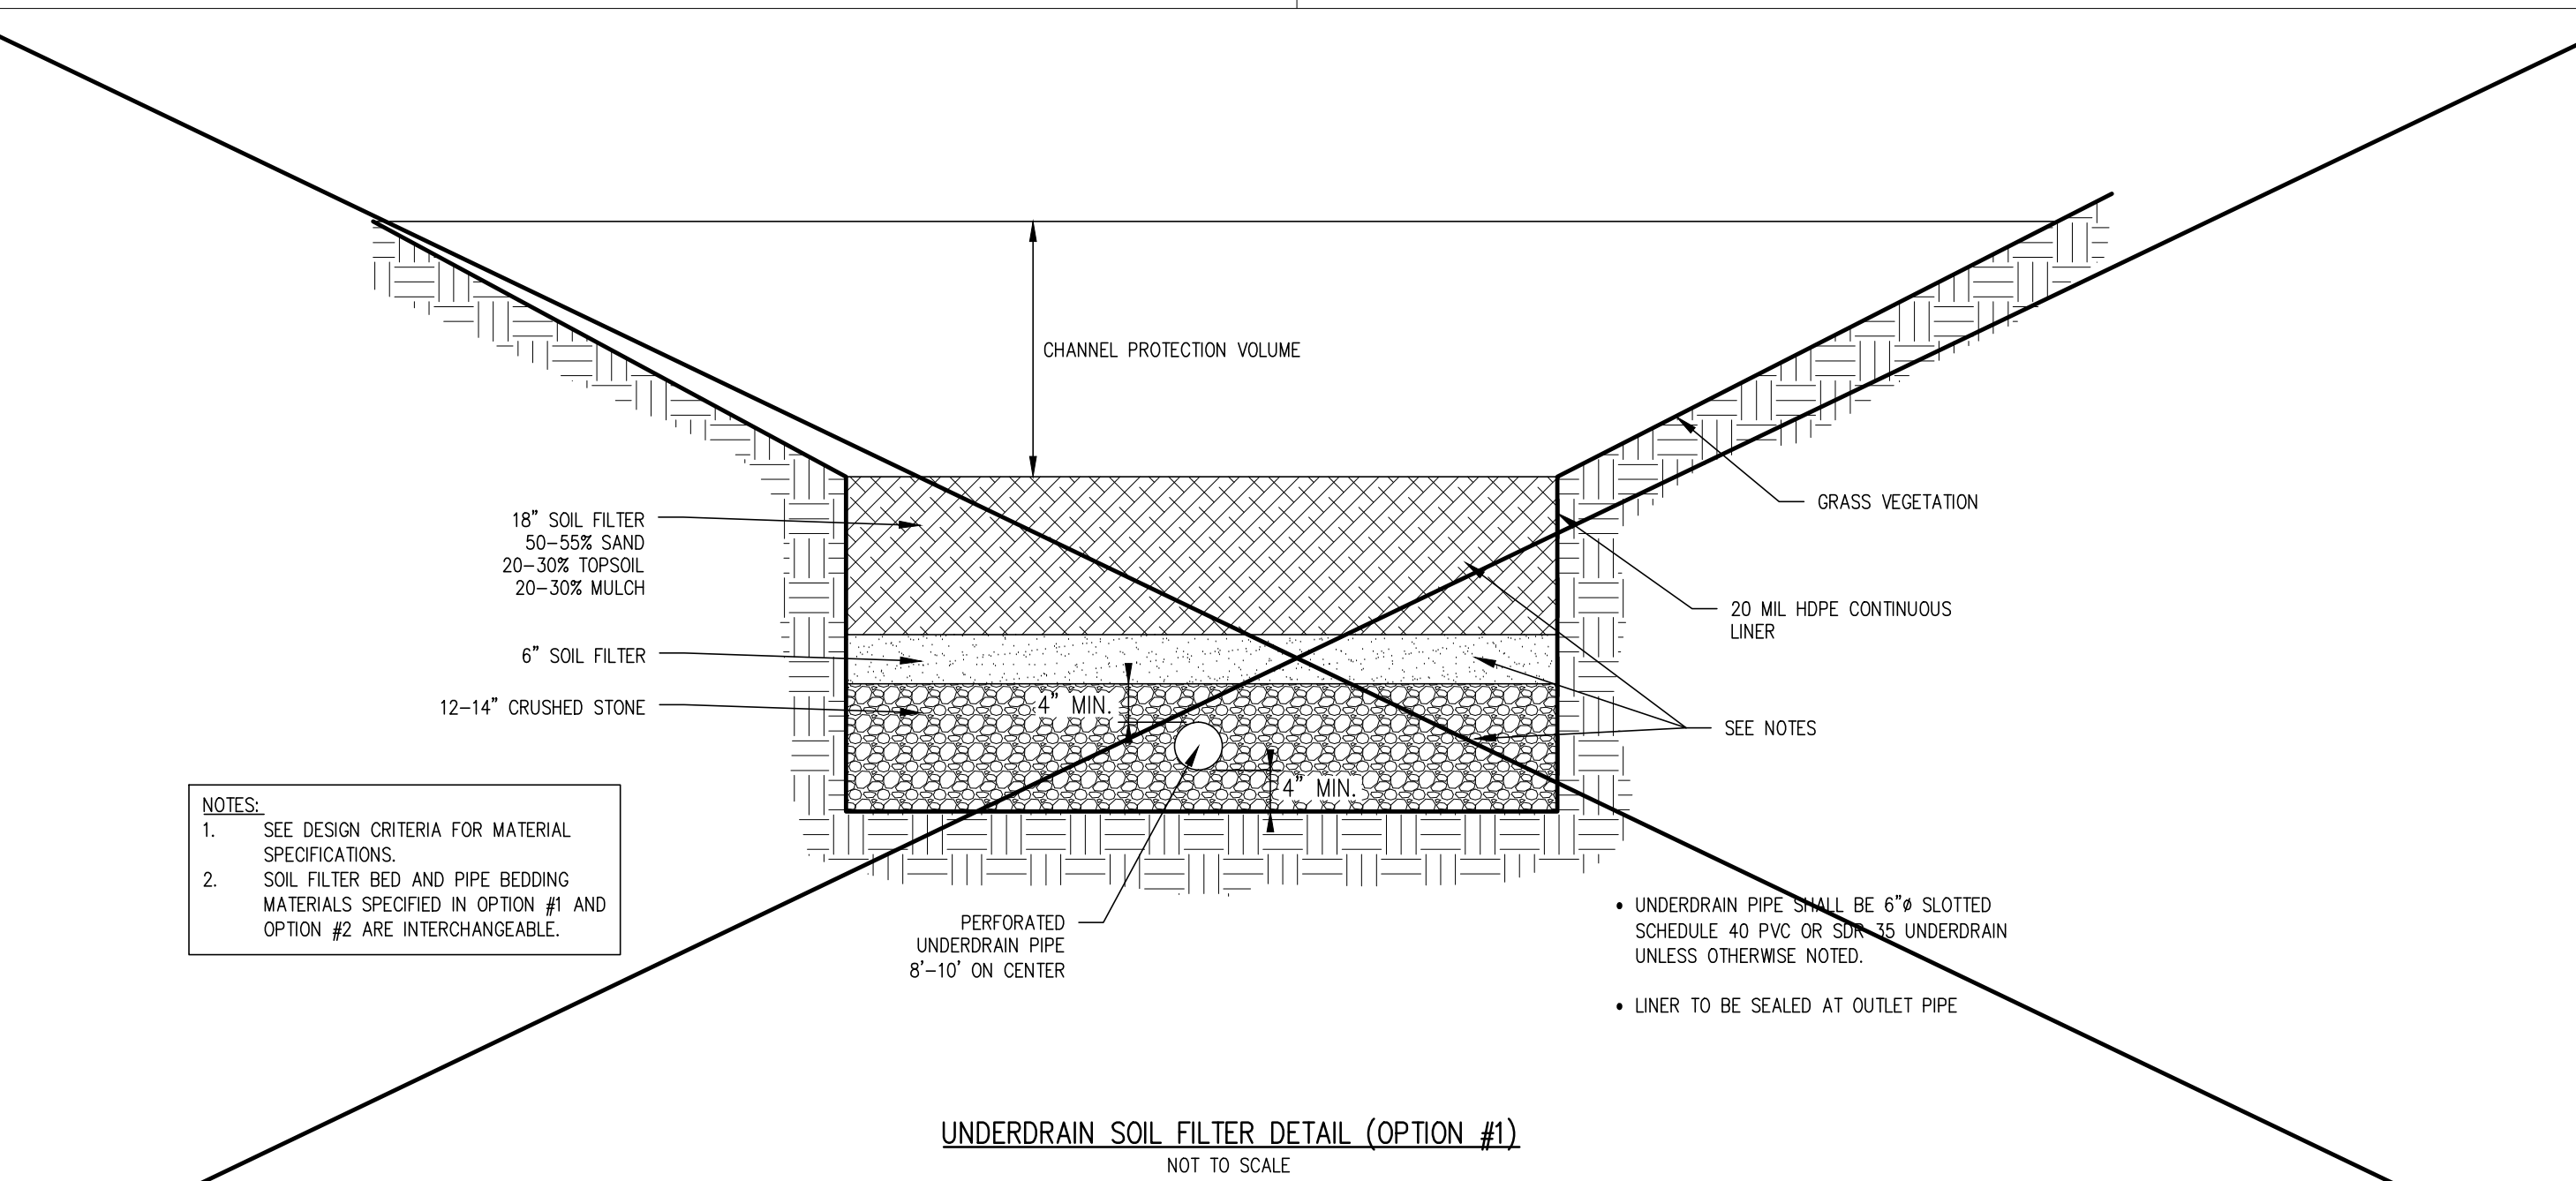 CHANNEL PROTECTION VOLUME
GRASS VEGETATION
18" SOIL FILTER
50-55% SAND
20-30% TOPSOIL
20-30% MULCH
20 MIL HDPE CONTINUOUS
LINER
6" SOIL FILTER
12-14" CRUSHED STONE
4" MIN.
SEE NOTES
4" MIN.
NOTES:
1. SEE DESIGN CRITERIA FOR MATERIAL
SPECIFICATIONS.
2. SOIL FILTER BED AND PIPE BEDDING
MATERIALS SPECIFIED IN OPTION #1 AND
OPTION #2 ARE INTERCHANGEABLE.
PERFORATED
UNDERDRAIN PIPE
8'-10' ON CENTER
• UNDERDRAIN PIPE SHALL BE 6"ø SLOTTED
SCHEDULE 40 PVC OR SDR 35 UNDERDRAIN
UNLESS OTHERWISE NOTED.
• LINER TO BE SEALED AT OUTLET PIPE
UNDERDRAIN SOIL FILTER DETAIL (OPTION #1)
NOT TO SCALE